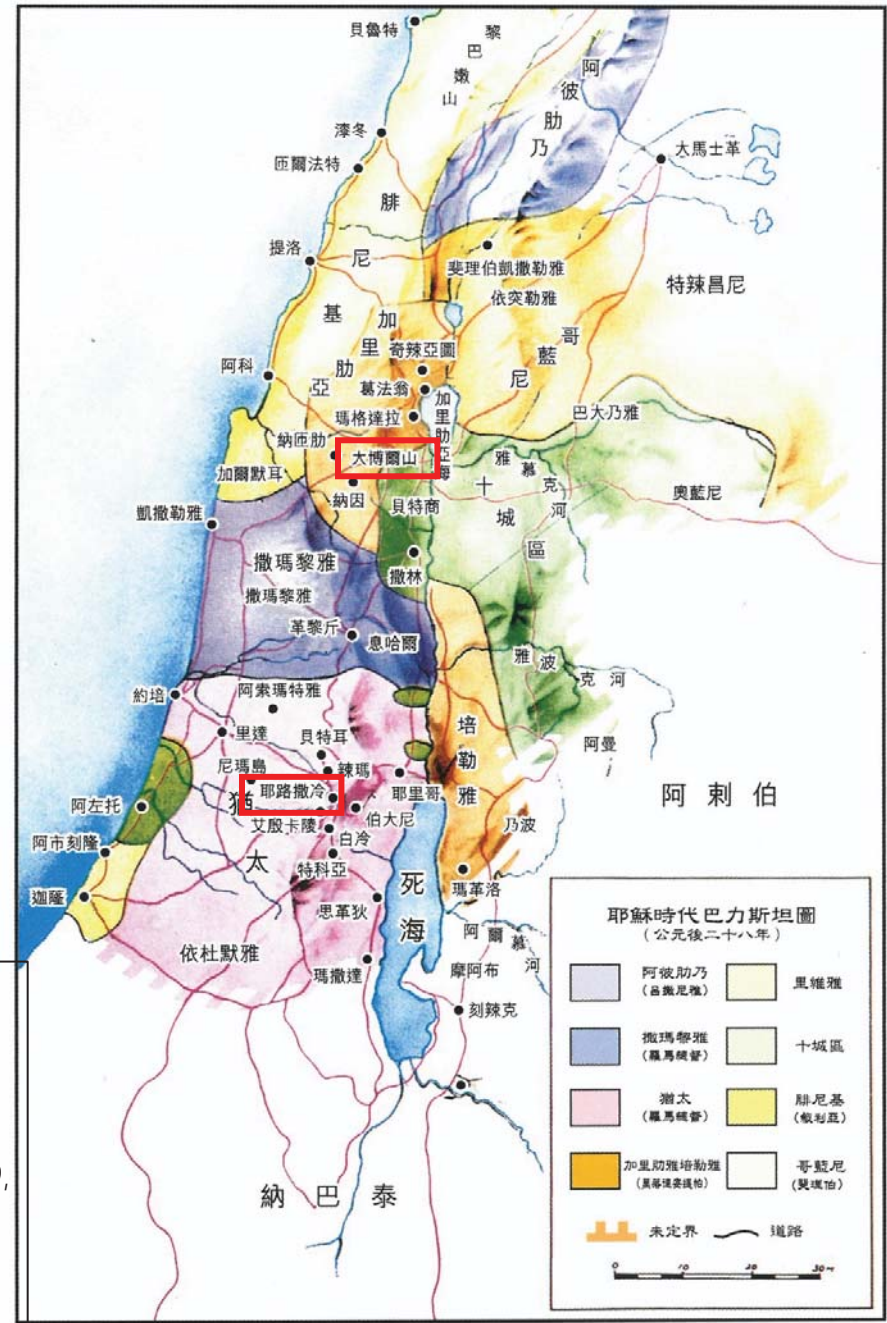 貝魯特
黎巴嫩山
阿彼肋乃
漆冬
大馬士革
匝爾法特
腓尼基
提洛
斐理伯凱撒勒雅
依突勒雅
特辣昌尼
加里肋亞
奇辣亞圖
哥藍尼
阿科
葛法翁
瑪格達拉
加里肋亞海
巴大乃雅
納匝肋
大博爾山
加爾默耳
雅慕克河
奧藍尼
納因
貝特商
十城區
凱撒勒雅
撒瑪黎雅
撒林
撒瑪黎雅
革黎斤
息哈爾
雅波克河
約培
阿索瑪特雅
里達
貝特耳
培勒雅
阿曼
尼瑪島
辣瑪
耶路撒冷
耶里哥
阿剌伯
阿左托
猶太
伯大尼
艾殷卡陵
乃波
阿市刻隆
白冷
特科亞
死海
瑪革洛
迦薩
思革狄
阿爾慕河
依杜默雅
瑪撒達
摩阿布
刻辣克
納巴泰
耶穌時代巴力斯坦圖
(公元後二十八年)
阿彼肋乃
(呂撒尼雅)
里維雅
撒瑪黎雅
(羅馬總督)
十城區
猶太
(羅馬總督)
腓尼基
(敘利亞)
加里肋雅培勒雅
哥藍尼
(斐理伯)
未定界
道路
0 10 20 30
),